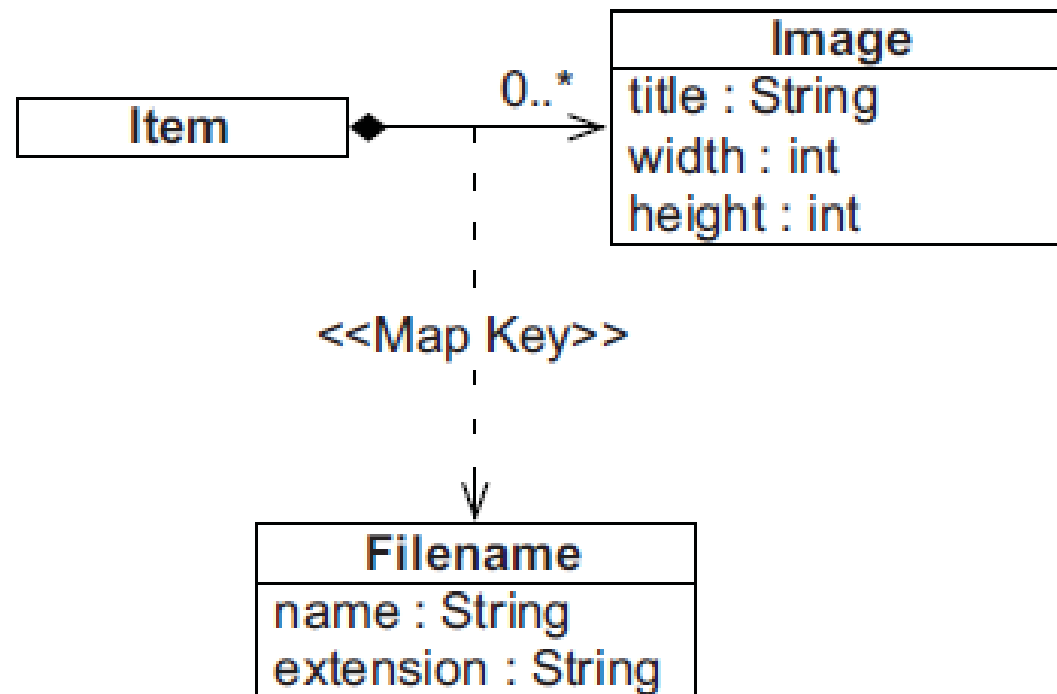 Image
0..*
title : String
Item
width : int
height : int
<<Map Key>>
Filename
name : String
extension : String